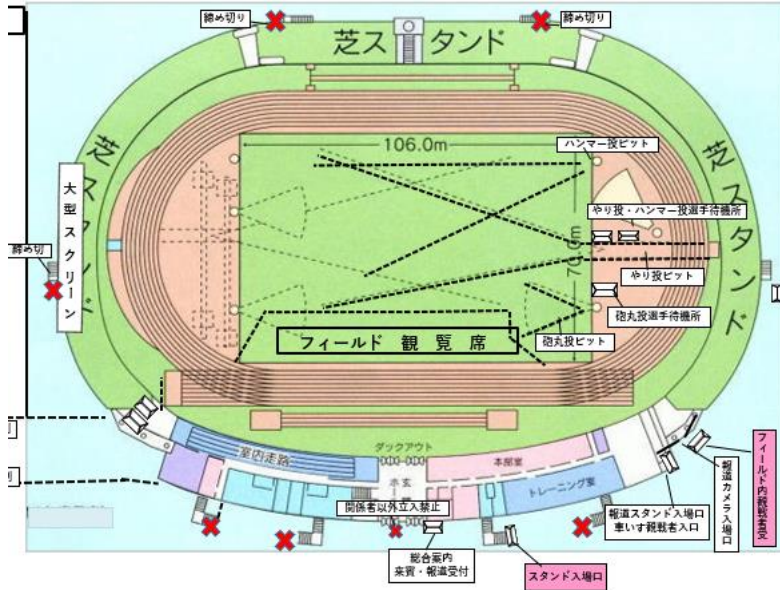 締め切り
締め切り
芝スタンド
106.0m
ハンマー投ピット
芝スタンド
芝スタンド
大型スクリーン
やり投・ハンマー投選手待機所
締め切
やり投ピット
砲丸投選手待機所
フィールド 観 覧 席
砲丸投ピット
室内走路
ダックアウト
本部室
玄
ホ
トレーニング室
関係者以外立入禁止
報道スタンド入場口
車いす観戦者入口
報道カメラ入場口
フィールド内観戦者受
総合案内
来賓・報道受付
スタンド入場口